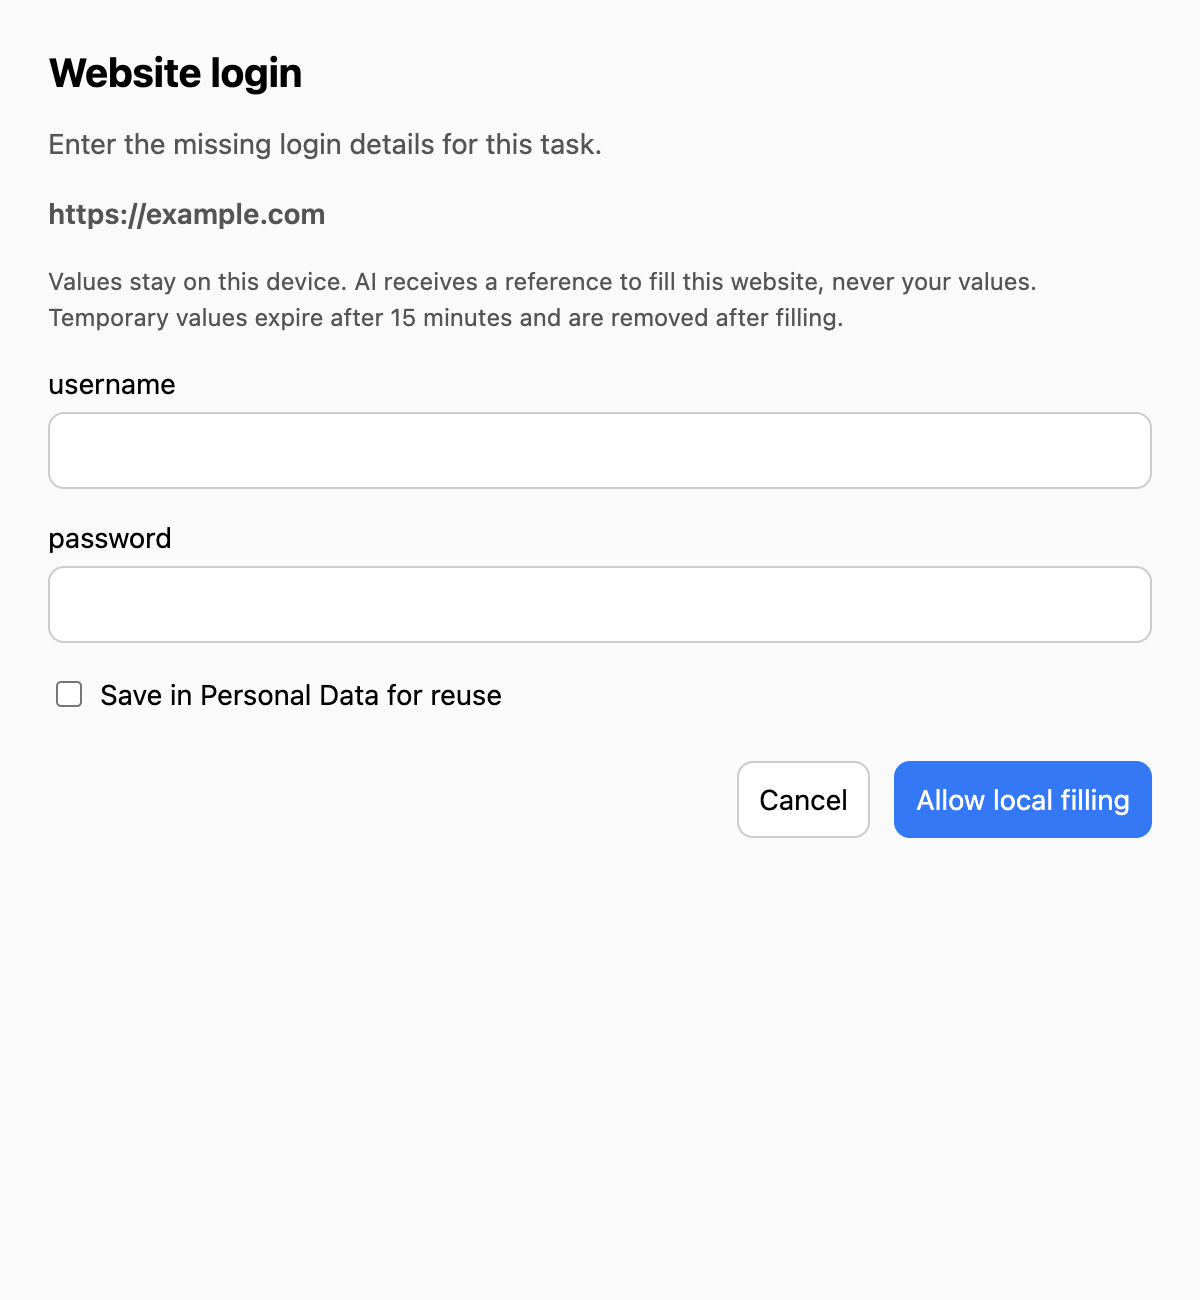 Website login
Enter the missing login details for this task.
https://example.com
Values stay on this device. AI receives a reference to fill this website, never your values.
Temporary values expire after 15 minutes and are removed after filling.
username
password
Save in Personal Data for reuse
Cancel
Allow local filling